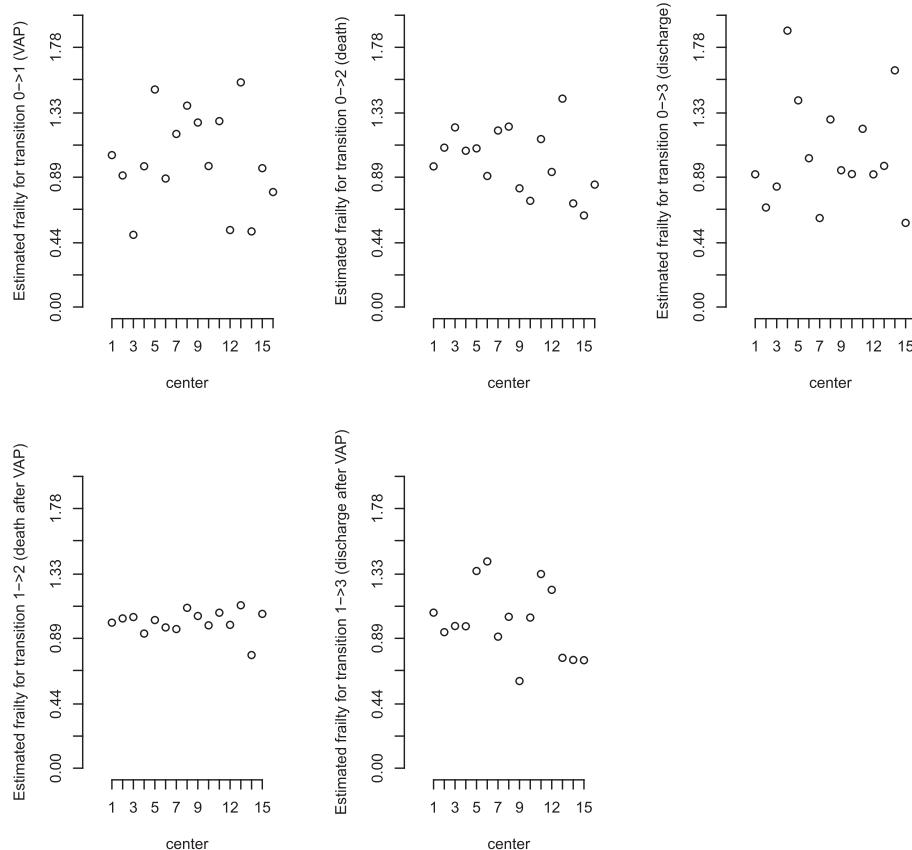 Estimated frailty for transition 0−>1 (VAP)
0.00 0.44 0.89 1.33 1.78
1 3 5 7 9 12 15
center
Estimated frailty for transition 0−>2 (death)
0.00 0.44 0.89 1.33 1.78
1 3 5 7 9 12 15
center
Estimated frailty for transition 0−>3 (discharge)
0.00 0.44 0.89 1.33 1.78
1 3 5 7 9 12 15
center
Estimated frailty for transition 1−>2 (death after VAP)
0.00 0.44 0.89 1.33 1.78
1 3 5 7 9 12 15
center
Estimated frailty for transition 1−>3 (discharge after VAP)
0.00 0.44 0.89 1.33 1.78
1 3 5 7 9 12 15
center